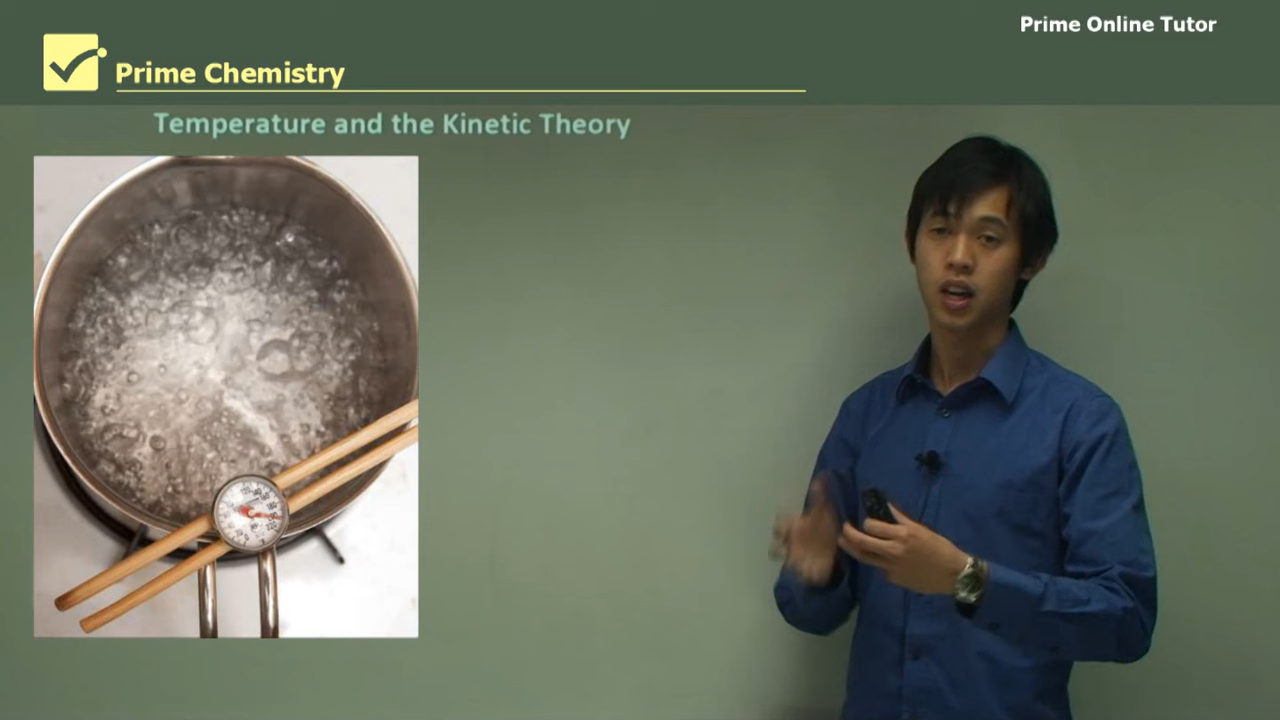 Prime Online Tutor
Prime Chemistry
Temperature and the Kinetic Theory